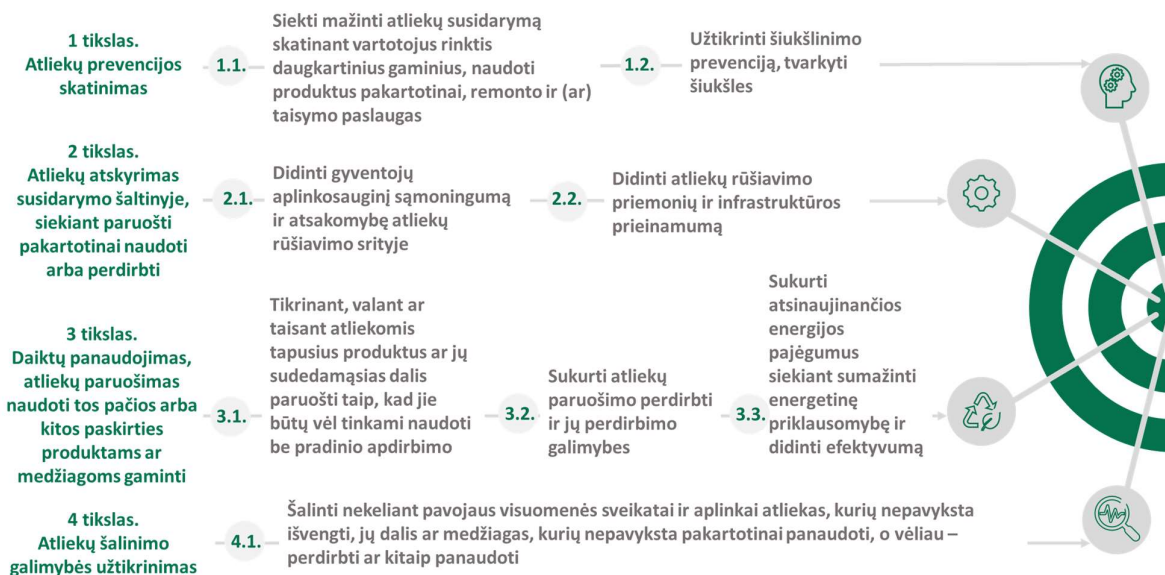 1 tikslas.
Atliekų prevencijos
skatinimas
1.1.
Siekti mažinti atliekų susidarymą
skatinant vartotojus rinktis
daugkartinius gaminius, naudoti
produktus pakartotinai, remonto ir (ar)
taisymo paslaugas
1.2.
Užtikrinti šiukšlinimo
prevenciją, tvarkyti
šiukšles
2 tikslas.
Atliekų atskyrimas
susidarymo šaltinyje,
siekiant paruošti
pakartotinai naudoti
arba perdirbti
2.1.
Didinti gyventojų
aplinkosauginį sąmoningumą
ir atsakomybę atliekų
rūšiavimo srityje
2.2.
Didinti atliekų rūšiavimo
priemonių ir infrastruktūros
prieinamumą
3 tikslas.
Daiktų panaudojimas,
atliekų paruošimas
naudoti tos pačios arba
kitos paskirties
produktams ar
medžiagoms gaminti
3.1.
Tikrinant, valant ar
taisant atliekomis
tapusius produktus ar jų
sudedamąsias dalis
paruošti taip, kad jie
būtų vėl tinkami naudoti
be pradinio apdirbimo
3.2.
Sukurti atliekų
paruošimo perdirbti
ir jų perdirbimo
galimybes
3.3.
Sukurti
atsinaujinančios
energijos
pajėgumus
siekiant sumažinti
energetinę
priklausomybę ir
didinti efektyvumą
4 tikslas.
Atliekų šalinimo
galimybės užtikrinimas
4.1.
Šalinti nekeliant pavojaus visuomenės sveikatai ir aplinkai atliekas, kurių nepavyksta
išvengti, jų dalis ar medžiagas, kurių nepavyksta pakartotinai panaudoti, o vėliau –
perdirbti ar kitaip panaudoti